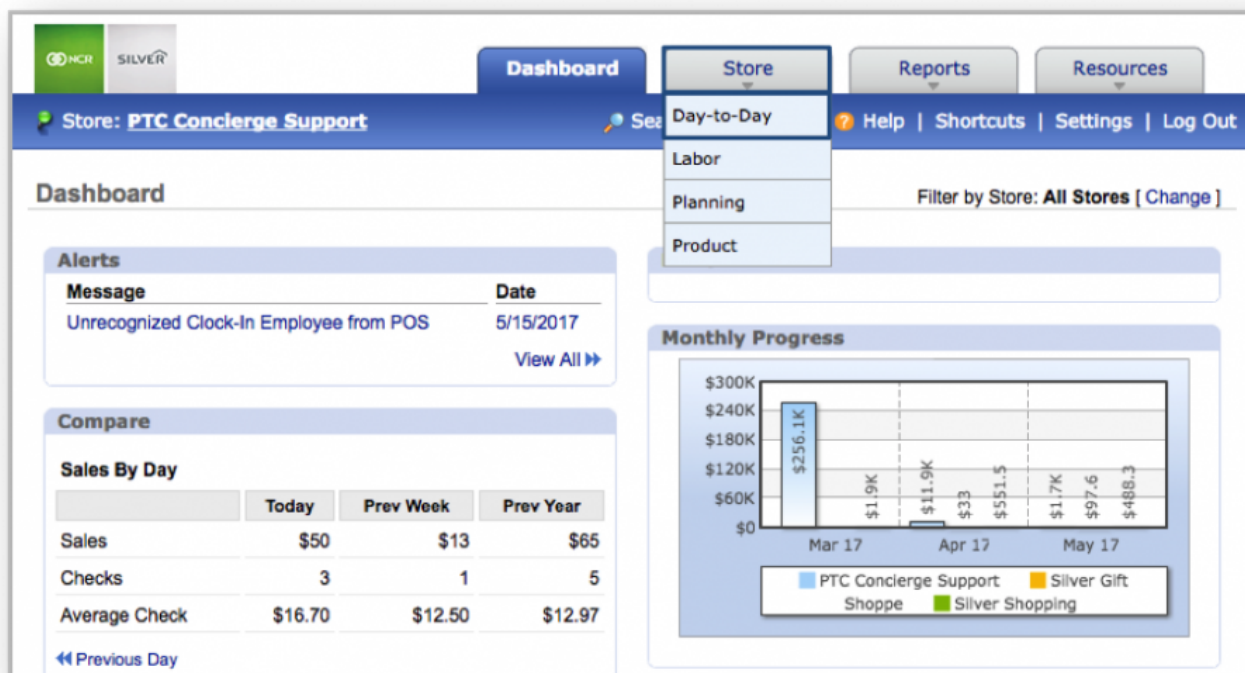 NCR SILVER
Dashboard Store Reports Resources
Store: PTC Concierge Support Sea Help | Shortcuts | Settings | Log Out
Day-to-Day
Labor
Planning
Product
Dashboard
Filter by Store: All Stores [ Change ]
Alerts
Message Date
Unrecognized Clock-In Employee from POS 5/15/2017
View All
Compare
Sales By Day
Today Prev Week Prev Year
Sales $50 $13 $65
Checks 3 1 5
Average Check $16.70 $12.50 $12.97
Previous Day
Monthly Progress
$300K
$240K
$180K
$120K
$60K
$0
$256.1K $1.9K $11.9K $33 $551.5 $1.7K $97.6 $488.3
Mar 17 Apr 17 May 17
PTC Concierge Support Silver Gift
Shoppe Silver Shopping